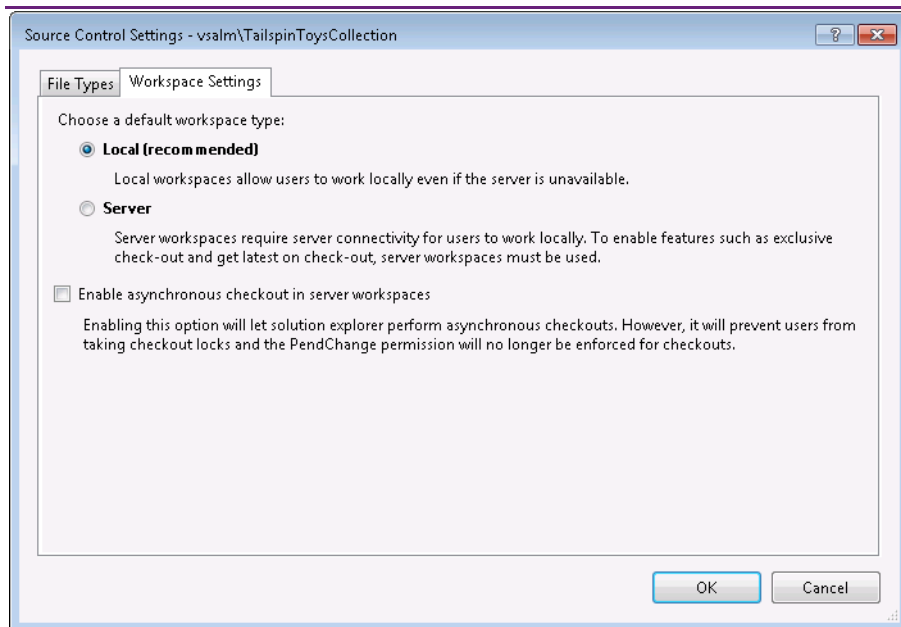 Source Control Settings - vsalm\TailspinToysCollection
File Types
Workspace Settings
Choose a default workspace type:
Local (recommended)
Local workspaces allow users to work locally even if the server is unavailable.
Server
Server workspaces require server connectivity for users to work locally. To enable features such as exclusive
check-out and get latest on check-out, server workspaces must be used.
Enable asynchronous checkout in server workspaces
Enabling this option will let solution explorer perform asynchronous checkouts. However, it will prevent users from
taking checkout locks and the PendChange permission will no longer be enforced for checkouts.
OK
Cancel